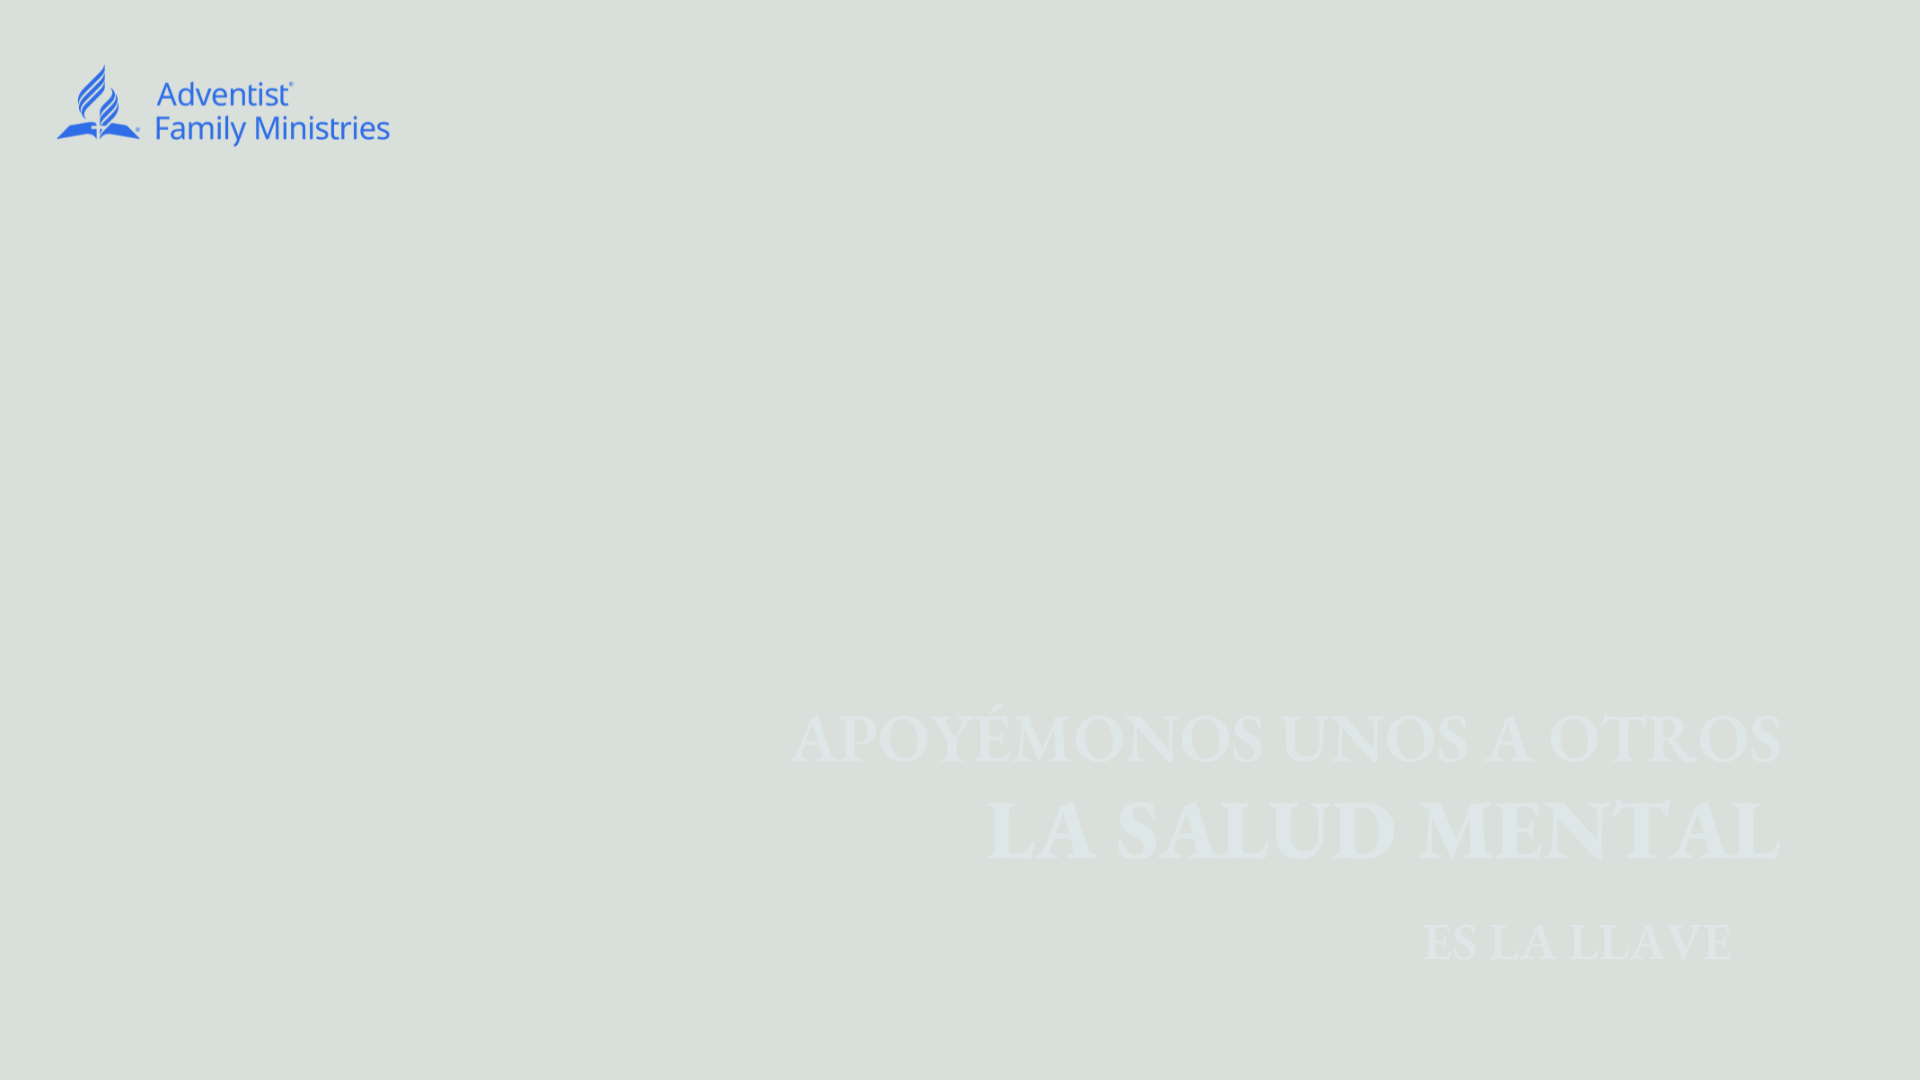 Adventist®
Family Ministries
APOYÉMONOS UNOS A OTROS
LA SALUD MENTAL
ES LA LLAVE